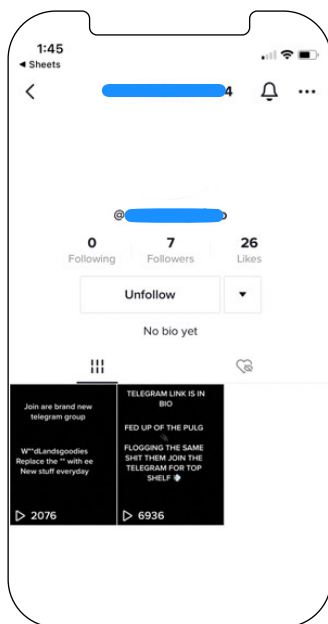 1:45
◀ Sheets
4
@
0 7 26
Following Followers Likes
Unfollow
No bio yet
Join are brand new
telegram group
W**dLandsgoodies
Replace the ** with ee
New stuff everyday
2076
TELEGRAM LINK IS IN
BIO
FED UP OF THE PULG
🔌
FLOGGING THE SAME
SHIT THEM JOIN THE
TELEGRAM FOR TOP
SHELF 💨
6936